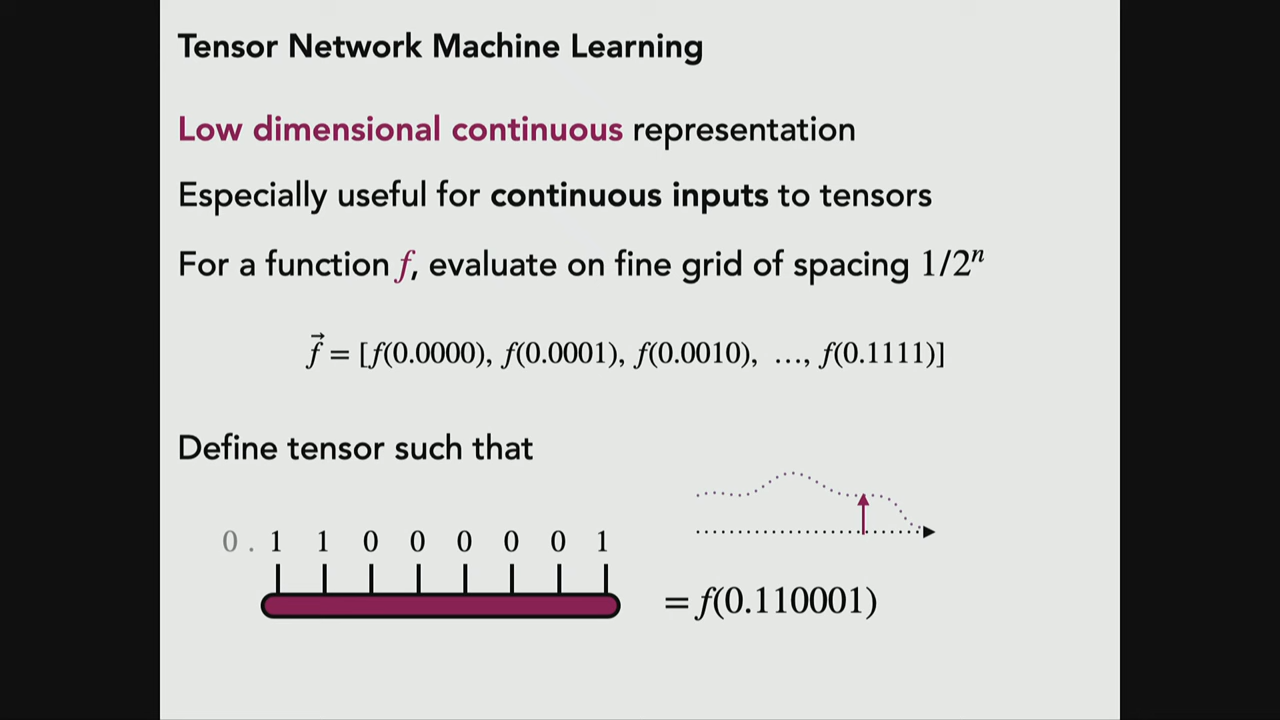 Tensor Network Machine Learning
Low dimensional continuous representation
Especially useful for continuous inputs to tensors
For a function f, evaluate on fine grid of spacing 1/2ⁿ
f⃗ = [f(0.0000), f(0.0001), f(0.0010), …, f(0.1111)]
Define tensor such that
0 . 1 1 0 0 0 0 0 1
= f(0.110001)